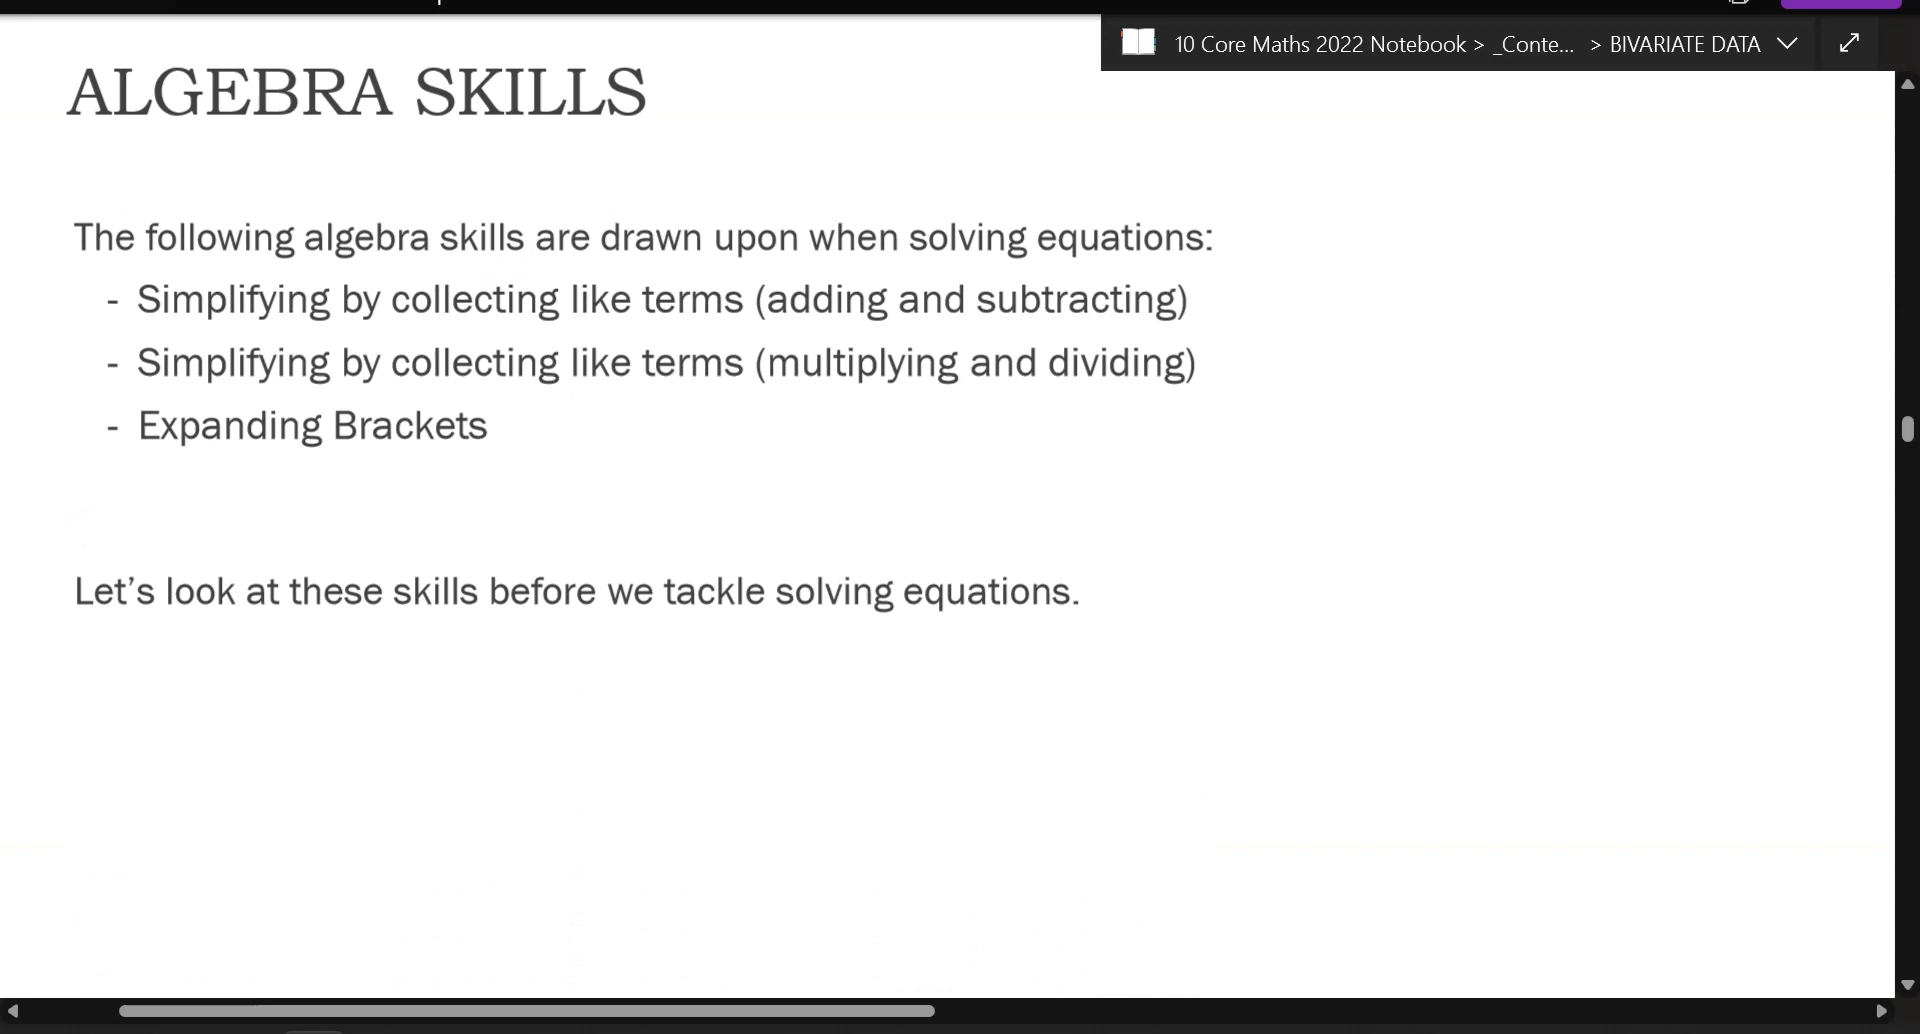 10 Core Maths 2022 Notebook > _Conte... > BIVARIATE DATA
ALGEBRA SKILLS
The following algebra skills are drawn upon when solving equations:
- Simplifying by collecting like terms (adding and subtracting)
- Simplifying by collecting like terms (multiplying and dividing)
- Expanding Brackets
Let’s look at these skills before we tackle solving equations.